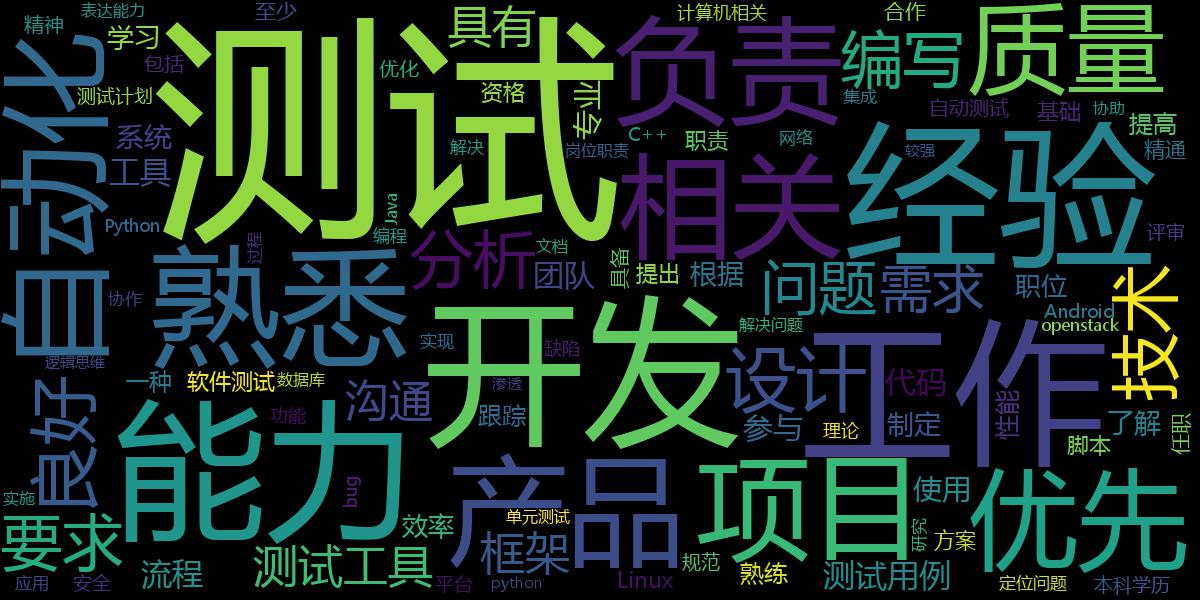 精神
表达能力
至少
具有
计算机相关
合作
学习
包括
测试计划
测试
优化
资格
专业
负责
编写
质量
集成
自动测试
基础
协助
提高
自动化
系统
工具
解决
岗位职责
C++
职责
网络
较强
精通
相关
经验
Python
过程
Java
编程
分析
文档
团队
具备
提出
根据
问题
需求
职位
评审
技术
协作
熟悉
开发
实现
缺陷
解决问题
Android
openstack
逻辑思维
良好
一种
软件测试
数据库
渗透
设计
代码
工作
性能
功能
沟通
跟踪
参与
理论
制定
了解
脚本
任职
能力
bug
产品
项目
使用
优先
实施
要求
效率
单元测试
框架
研究
方案
流程
测试工具
规范
熟练
测试用例
应用
安全
平台
python
Linux
定位问题
本科学历